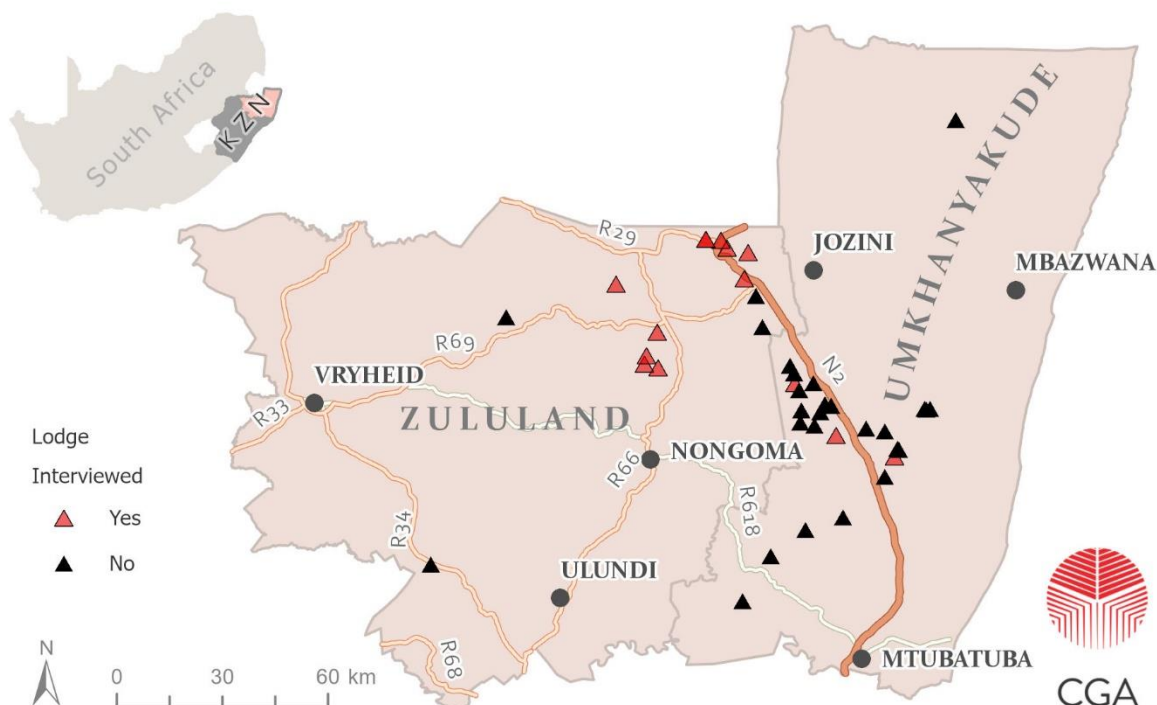 South Africa
KZN
R29
JOZINI
MBAZWANA
UMKHANYAKUDE
R69
N2
VRYHEID
R33
ZULULAND
Lodge
Interviewed
Yes
No
NONGOMA
R66
R618
R34
ULUNDI
R68
MTUBATUBA
N
0 30 60 km
CGA